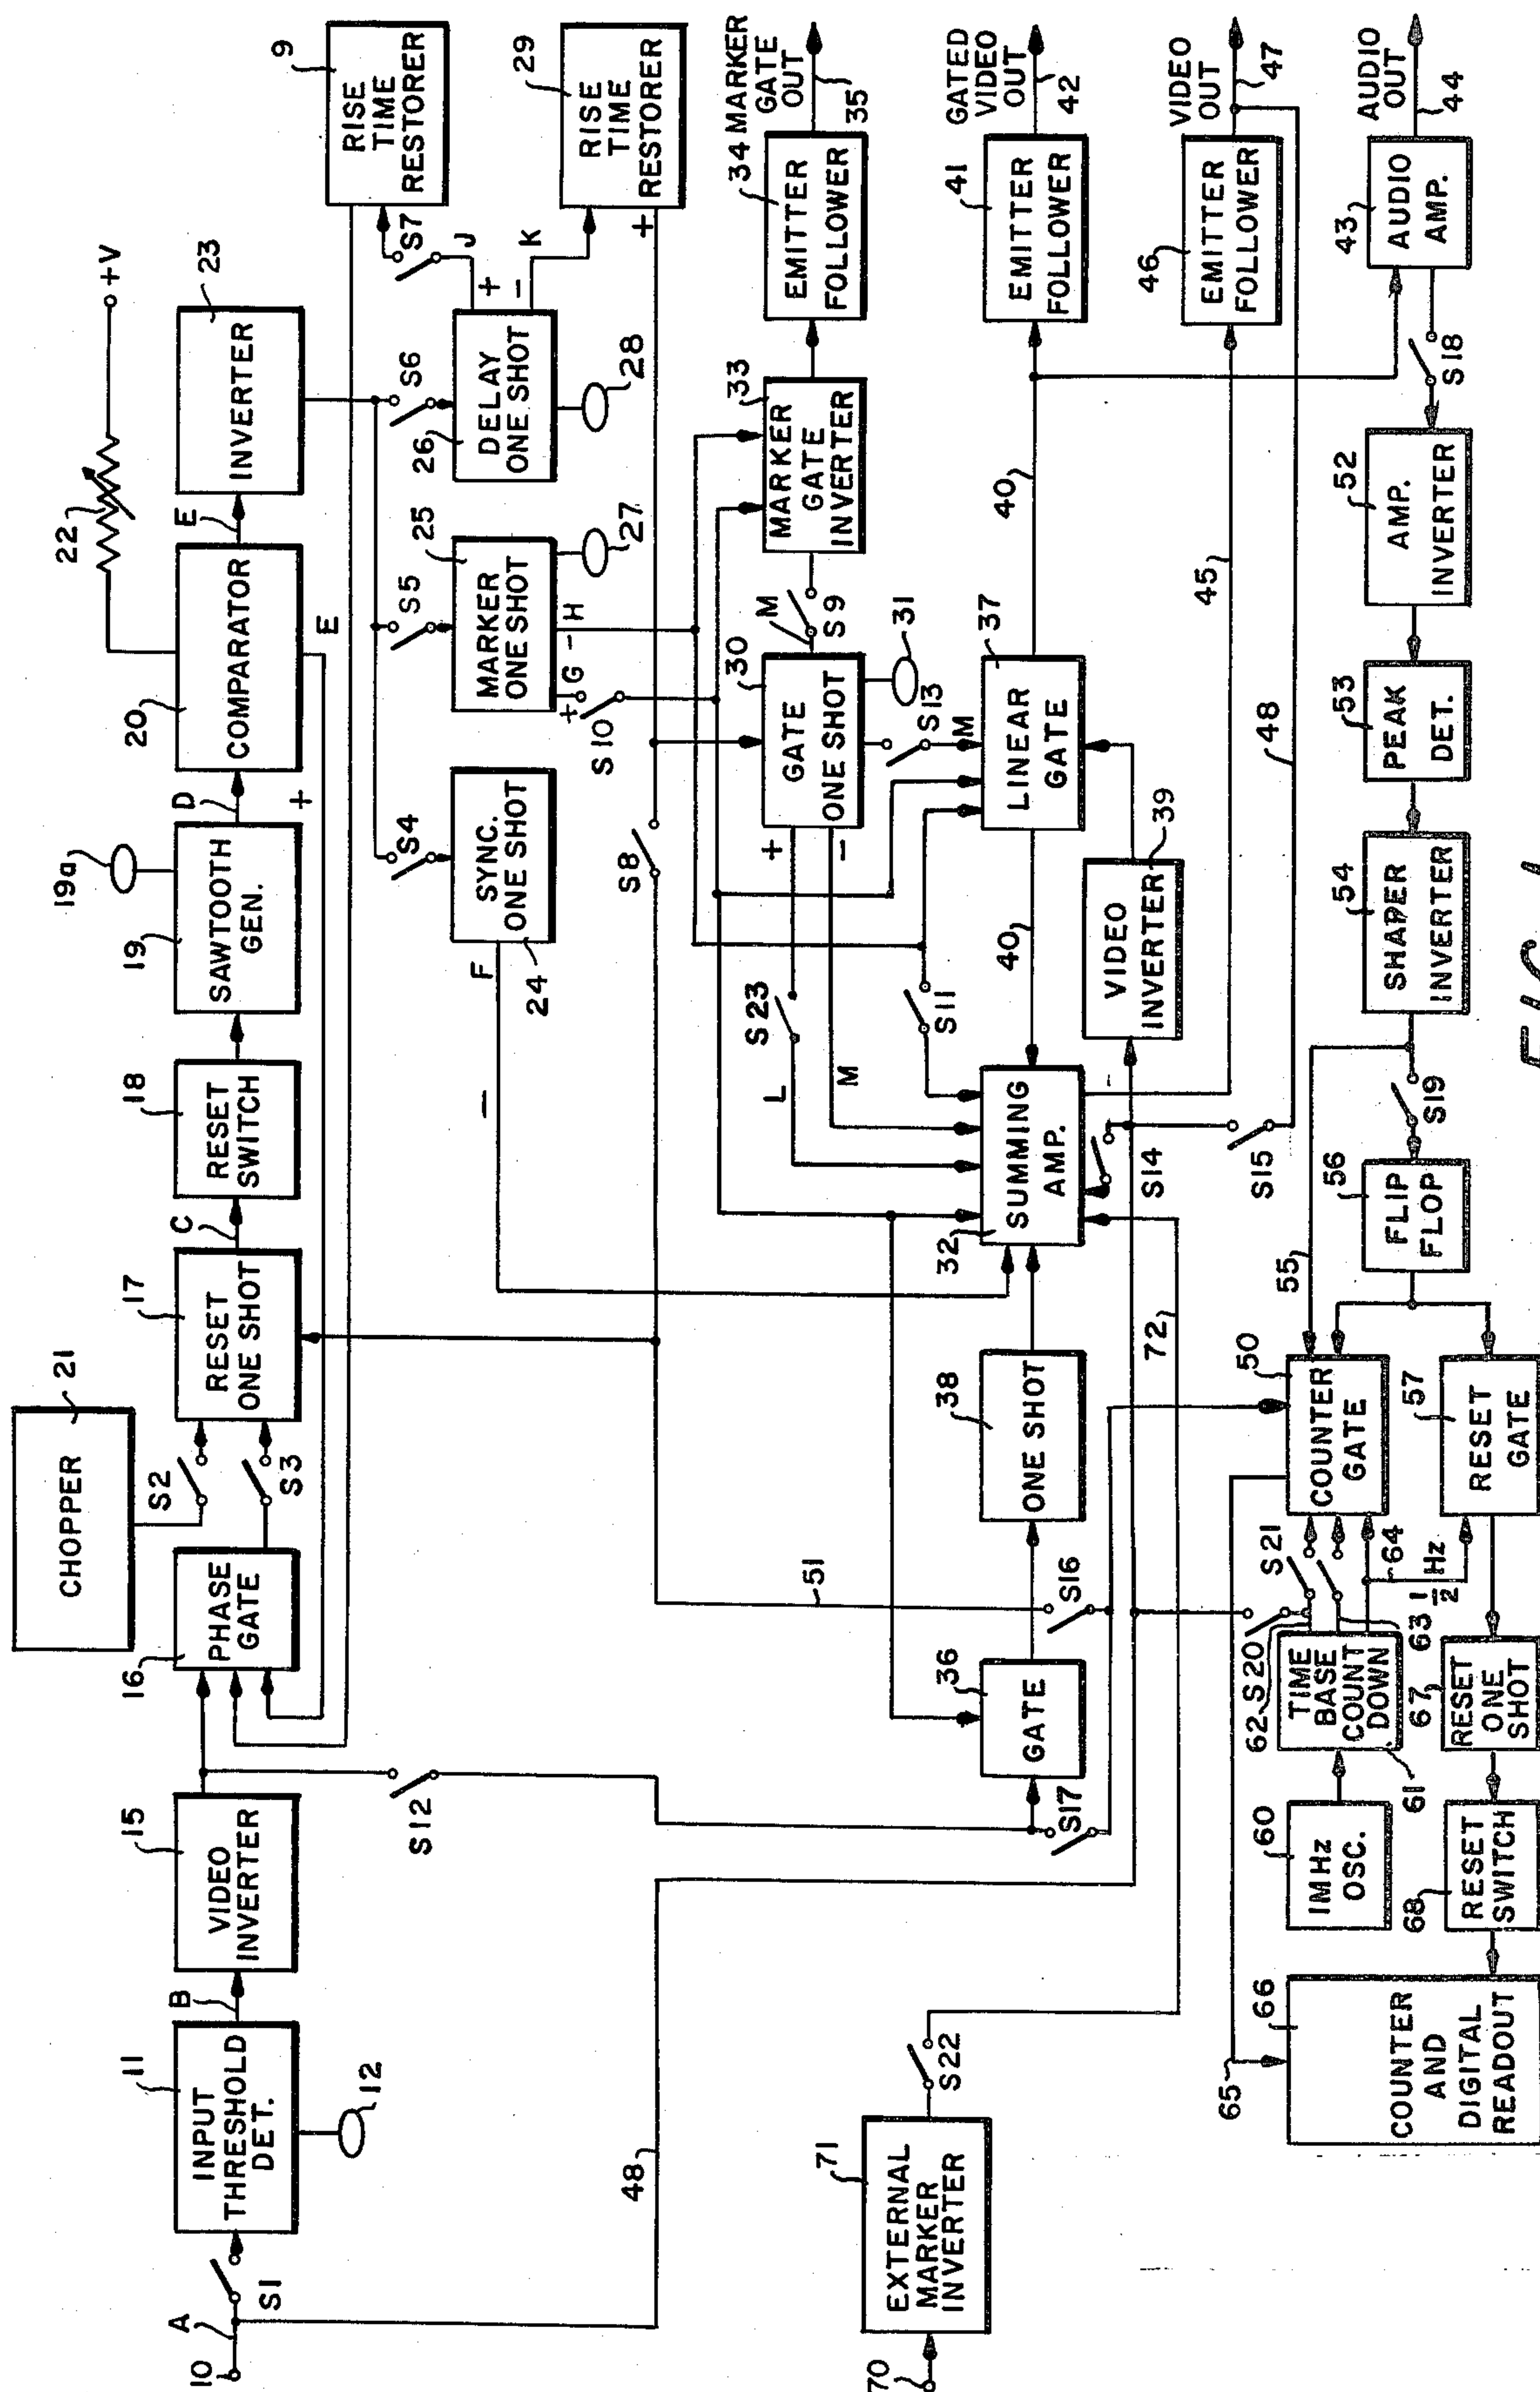 10
A
S1
11
INPUT
THRESHOLD
DET.
12
B
15
VIDEO
INVERTER
S12
16
PHASE
GATE
21
CHOPPER
S2
S3
17
RESET
ONE SHOT
C
18
RESET
SWITCH
19a
19
SAWTOOTH
GEN.
D
+
20
COMPARATOR
E
E
22
+V
23
INVERTER
9
RISE
TIME
RESTORER
S4
S5
S6
S7
SYNC.
ONE SHOT
24
F
–
25
MARKER
ONE SHOT
27
+
G
–
H
S10
26
DELAY
ONE SHOT
28
+
J
–
K
29
RISE
TIME
RESTORER
+
48
51
S8
30
GATE
ONE SHOT
31
+
–
M
S9
S13
M
S23
L
M
33
MARKER
GATE
INVERTER
34
EMITTER
FOLLOWER
MARKER
GATE
OUT
35
71
EXTERNAL
MARKER
INVERTER
70
S22
36
GATE
S17
S16
38
ONE SHOT
32
SUMMING
AMP.
72
S11
S14
S15
40
37
LINEAR
GATE
39
VIDEO
INVERTER
40
41
EMITTER
FOLLOWER
GATED
VIDEO
OUT
42
45
46
EMITTER
FOLLOWER
VIDEO
OUT
47
48
65
66
COUNTER
AND
DIGITAL
READOUT
60
1MHz
OSC.
61
TIME
BASE
COUNT
DOWN
62
S20
S21
63
64
1/2 Hz
50
COUNTER
GATE
55
56
FLIP
FLOP
S19
57
RESET
GATE
67
RESET
ONE
SHOT
68
RESET
SWITCH
54
SHAPER
INVERTER
53
PEAK
DET.
52
AMP.
INVERTER
S18
43
AUDIO
AMP.
AUDIO
OUT
44